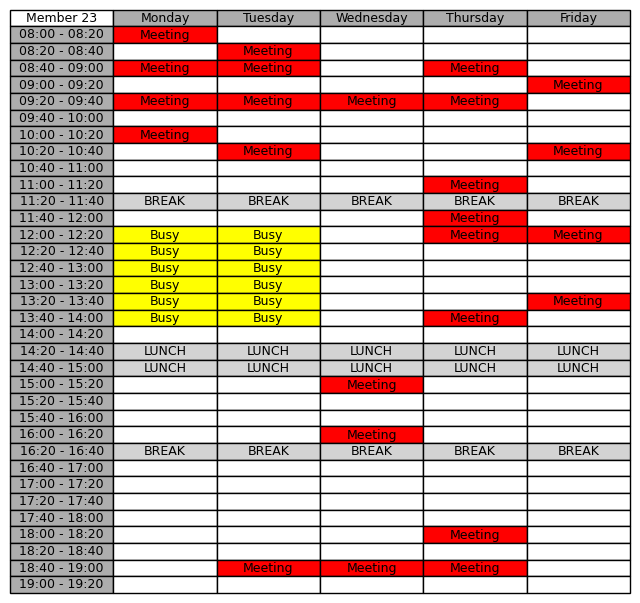 Member 23 Monday Tuesday Wednesday Thursday Friday
08:00 - 08:20 Meeting
08:20 - 08:40 Meeting
08:40 - 09:00 Meeting Meeting Meeting
09:00 - 09:20 Meeting
09:20 - 09:40 Meeting Meeting Meeting Meeting
09:40 - 10:00
10:00 - 10:20 Meeting
10:20 - 10:40 Meeting Meeting
10:40 - 11:00
11:00 - 11:20 Meeting
11:20 - 11:40 BREAK BREAK BREAK BREAK BREAK
11:40 - 12:00 Meeting
12:00 - 12:20 Busy Busy Meeting Meeting
12:20 - 12:40 Busy Busy
12:40 - 13:00 Busy Busy
13:00 - 13:20 Busy Busy
13:20 - 13:40 Busy Busy Meeting
13:40 - 14:00 Busy Busy Meeting
14:00 - 14:20
14:20 - 14:40 LUNCH LUNCH LUNCH LUNCH LUNCH
14:40 - 15:00 LUNCH LUNCH LUNCH LUNCH LUNCH
15:00 - 15:20 Meeting
15:20 - 15:40
15:40 - 16:00
16:00 - 16:20 Meeting
16:20 - 16:40 BREAK BREAK BREAK BREAK BREAK
16:40 - 17:00
17:00 - 17:20
17:20 - 17:40
17:40 - 18:00
18:00 - 18:20 Meeting
18:20 - 18:40
18:40 - 19:00 Meeting Meeting Meeting
19:00 - 19:20